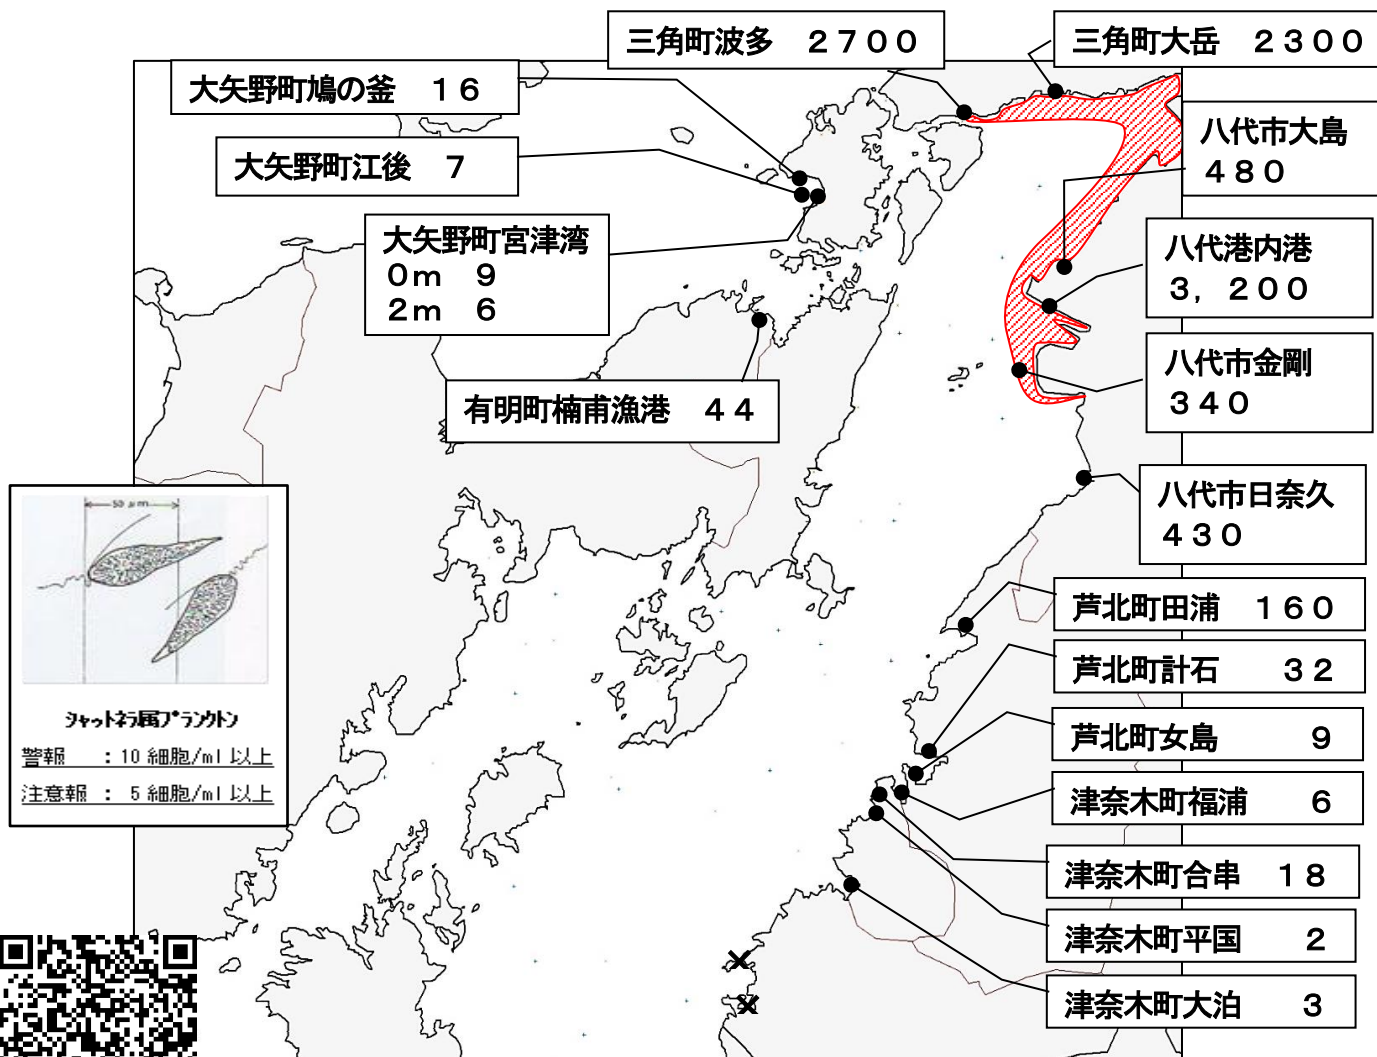 三角町波多　２７００
三角町大岳　２３００
大矢野町鳩の釜　１６
八代市大島
４８０
大矢野町江後　７
大矢野町宮津湾
０ｍ　９
２ｍ　６
八代港内港
３，２００
八代市金剛
３４０
有明町楠甫漁港　４４
八代市日奈久
４３０
50 μm
シャットネラ属プランクトン
警報　：10 細胞/ml 以上
注意報　：　5 細胞/ml 以上
芦北町田浦　１６０
芦北町計石　３２
芦北町女島　９
津奈木町福浦　６
津奈木町合串　１８
津奈木町平国　２
津奈木町大泊　３